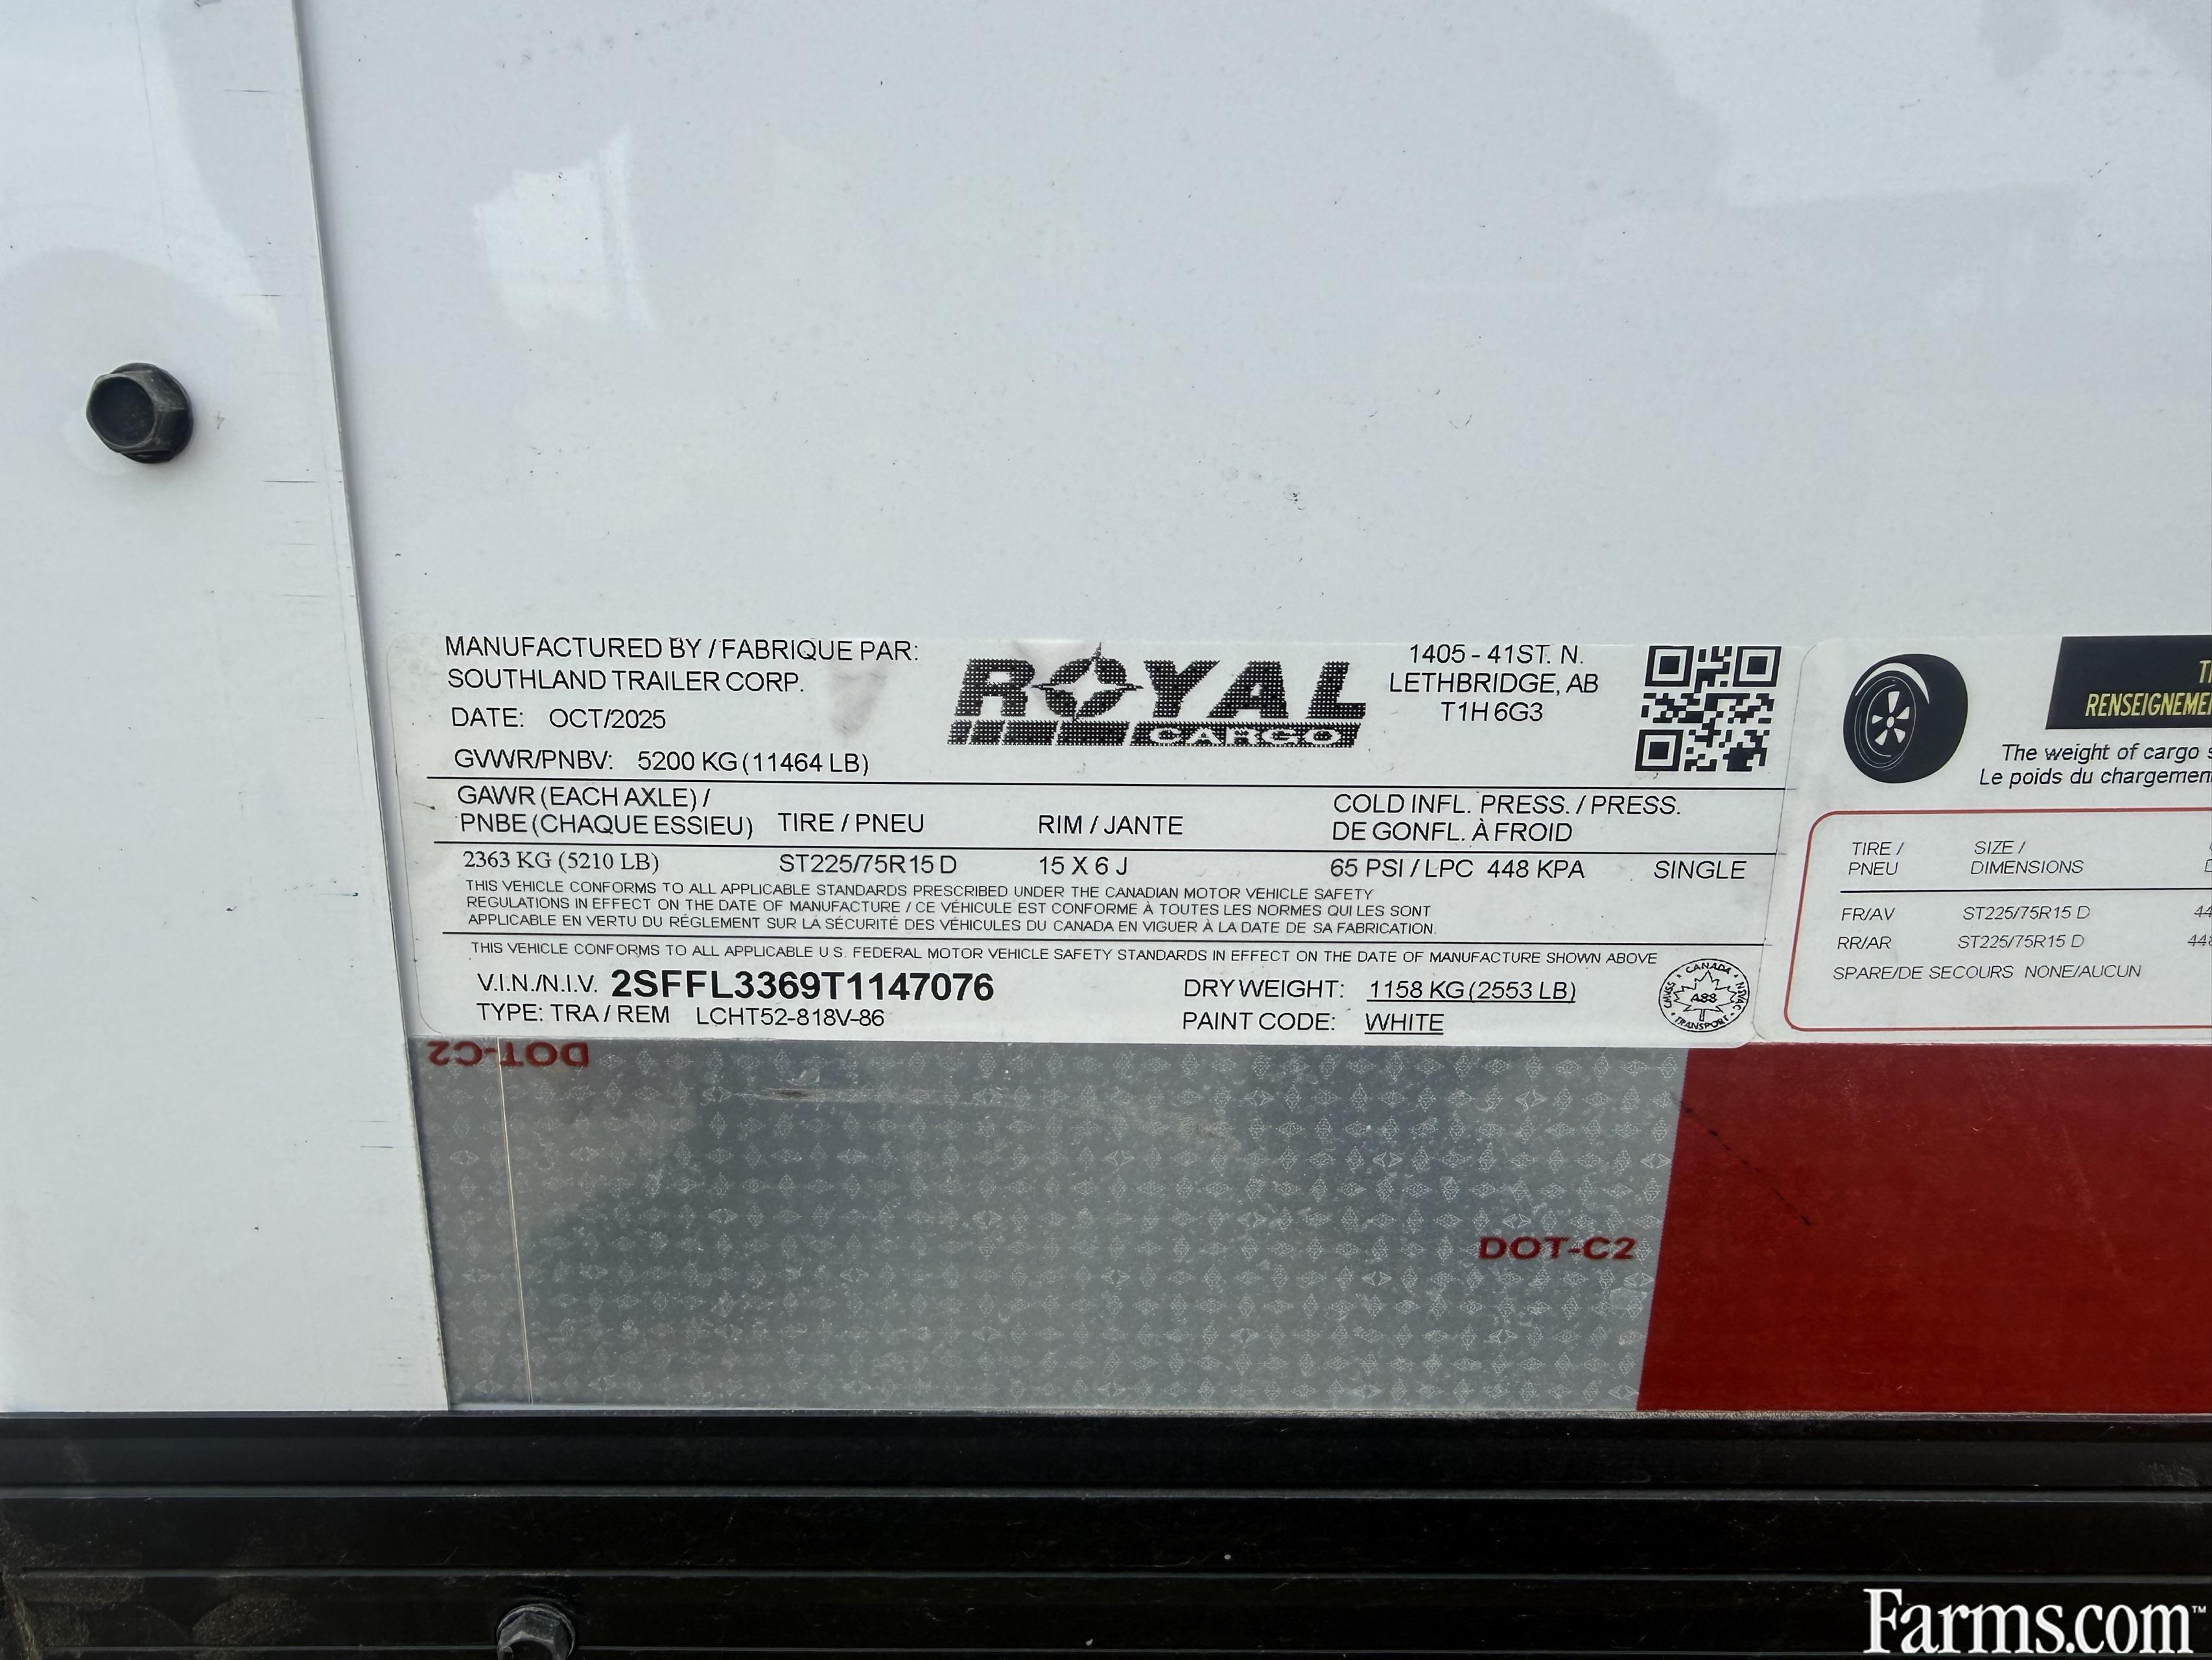 MANUFACTURED BY / FABRIQUE PAR:
SOUTHLAND TRAILER CORP.
DATE: OCT/2025
GVWR/PNBV: 5200 KG (11464 LB)
ROYAL
CARGO
1405 - 41ST. N.
LETHBRIDGE, AB
T1H 6G3
GAWR (EACH AXLE) /
PNBE (CHAQUE ESSIEU) TIRE / PNEU RIM / JANTE
COLD INFL. PRESS. / PRESS.
DE GONFL. À FROID
2363 KG (5210 LB) ST225/75R15 D 15 X 6 J 65 PSI / LPC 448 KPA SINGLE
THIS VEHICLE CONFORMS TO ALL APPLICABLE STANDARDS PRESCRIBED UNDER THE CANADIAN MOTOR VEHICLE SAFETY
REGULATIONS IN EFFECT ON THE DATE OF MANUFACTURE / CE VÉHICULE EST CONFORME À TOUTES LES NORMES QUI LES SONT
APPLICABLE EN VERTU DU RÉGLEMENT SUR LA SÉCURITÉ DES VÉHICULES DU CANADA EN VIGUER À LA DATE DE SA FABRICATION.
THIS VEHICLE CONFORMS TO ALL APPLICABLE U S. FEDERAL MOTOR VEHICLE SAFETY STANDARDS IN EFFECT ON THE DATE OF MANUFACTURE SHOWN ABOVE
V.I.N./N.I.V. 2SFFL3369T1147076
TYPE: TRA / REM LCHT52-818V-86
DRY WEIGHT: 1158 KG (2553 LB)
PAINT CODE: WHITE
CANADA
TRANSPORT
RENSEIGNEME
The weight of cargo s
Le poids du chargemen
TIRE / SIZE /
PNEU DIMENSIONS
FR/AV ST225/75R15 D 44
RR/AR ST225/75R15 D 448
SPARE/DE SECOURS NONE/AUCUN
DOT-C2
DOT-C2
Farms.com™